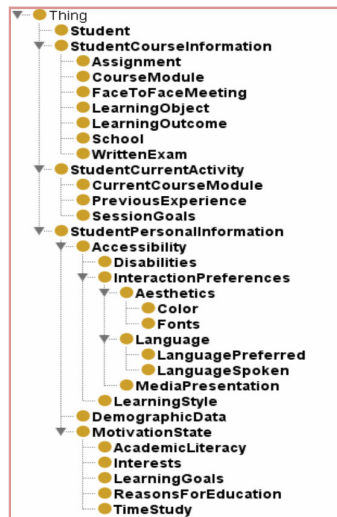 Thing
Student
StudentCourseInformation
Assignment
CourseModule
FaceToFaceMeeting
LearningObject
LearningOutcome
School
WrittenExam
StudentCurrentActivity
CurrentCourseModule
PreviousExperience
SessionGoals
StudentPersonalInformation
Accessibility
Disabilities
InteractionPreferences
Aesthetics
Color
Fonts
Language
LanguagePreferred
LanguageSpoken
MediaPresentation
LearningStyle
DemographicData
MotivationState
AcademicLiteracy
Interests
LearningGoals
ReasonsForEducation
TimeStudy